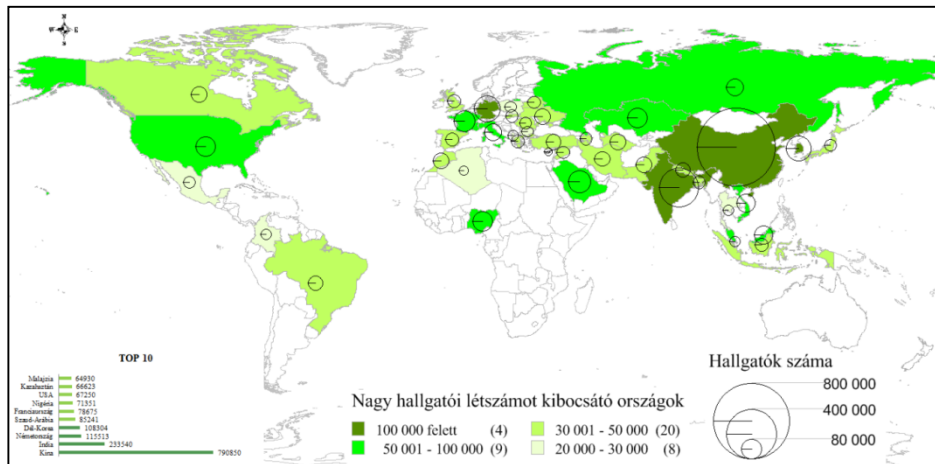 N
W E
S
TOP 10
Malajzia 64930
Kazahsztán 66623
USA 67250
Nigéria 71351
Franciaország 78675
Szaúd-Arábia 85241
Dél-Korea 108304
Németország 115513
India 233540
Kína 790850
Nagy hallgatói létszámot kibocsátó országok
100 000 felett (4)
30 001 - 50 000 (20)
50 001 - 100 000 (9)
20 000 - 30 000 (8)
Hallgatók száma
800 000
400 000
80 000